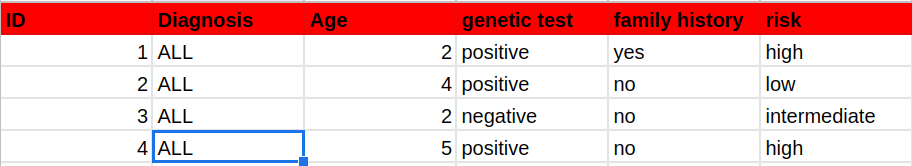 ID Diagnosis Age genetic test family history risk
1 ALL 2 positive yes high
2 ALL 4 positive no low
3 ALL 2 negative no intermediate
4 ALL 5 positive no high